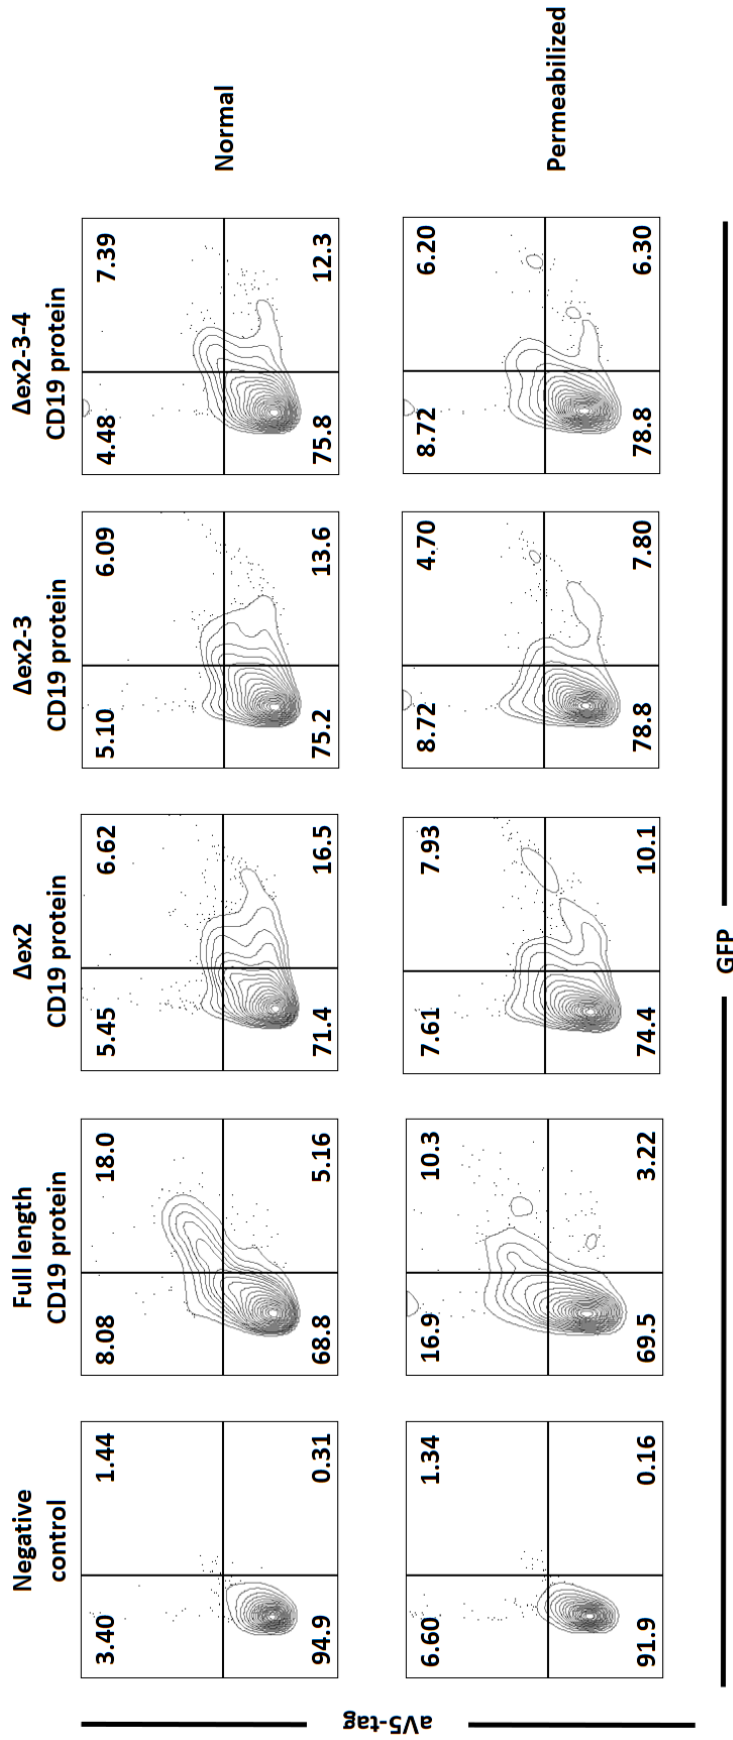 Negative
control
Full length
CD19 protein
Δex2
CD19 protein
Δex2-3
CD19 protein
Δex2-3-4
CD19 protein
3.40
1.44
8.08
18.0
5.45
6.62
5.10
6.09
4.48
7.39
Normal
94.9
0.31
68.8
5.16
71.4
16.5
75.2
13.6
75.8
12.3
6.60
1.34
16.9
10.3
7.61
7.93
8.72
4.70
8.72
6.20
Permeabilized
91.9
0.16
69.5
3.22
74.4
10.1
78.8
7.80
78.8
6.30
aV5-tag
GFP